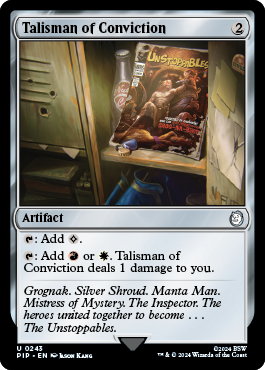 Talisman of Conviction 2
UNSTOPPABLES
Artifact
: Add .
: Add or . Talisman of
Conviction deals 1 damage to you.
Grognak. Silver Shroud. Manta Man.
Mistress of Mystery. The Inspector. The
heroes united together to become . . .
The Unstoppables.
U 0243
PIP • EN Jason Kang
™ & © 2024 Wizards of the Coast
©2024 BSW